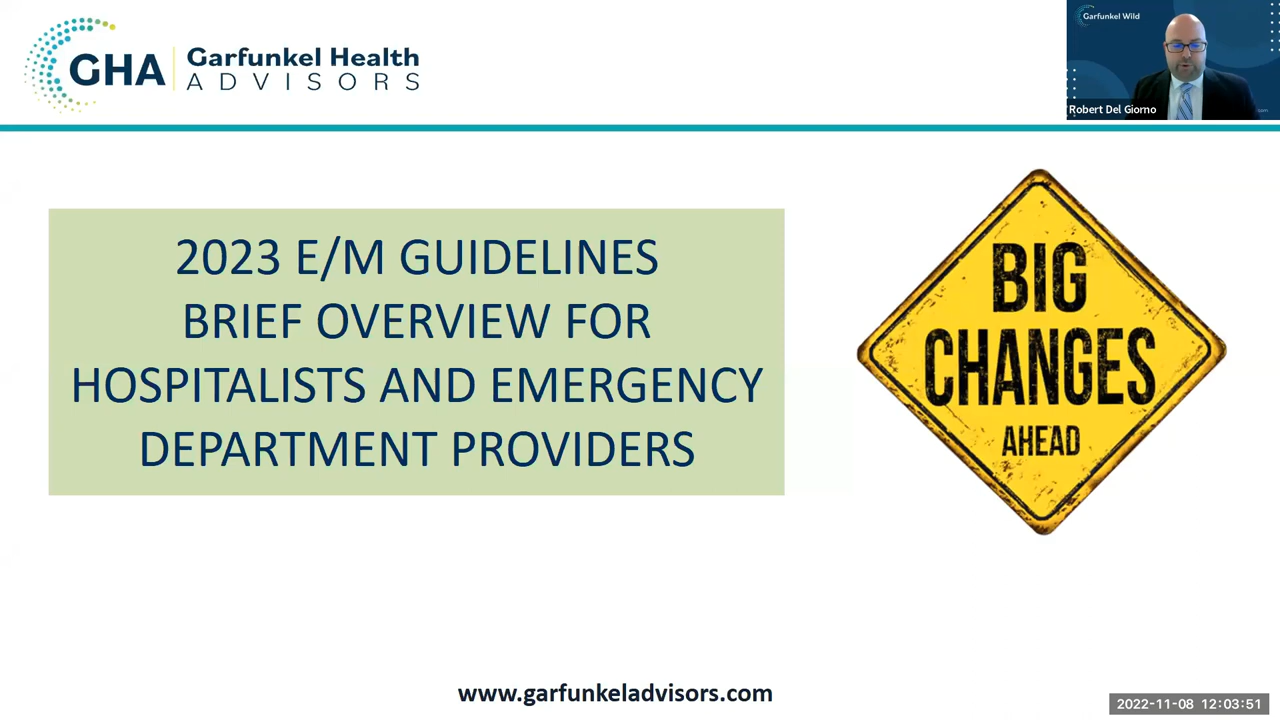 GHA
Garfunkel Health
ADVISORS
Garfunkel Wild
Robert Del Giorno
2023 E/M GUIDELINES
BRIEF OVERVIEW FOR
HOSPITALISTS AND EMERGENCY
DEPARTMENT PROVIDERS
BIG
CHANGES
AHEAD
www.garfunkeladvisors.com
2022-11-08 12:03:51